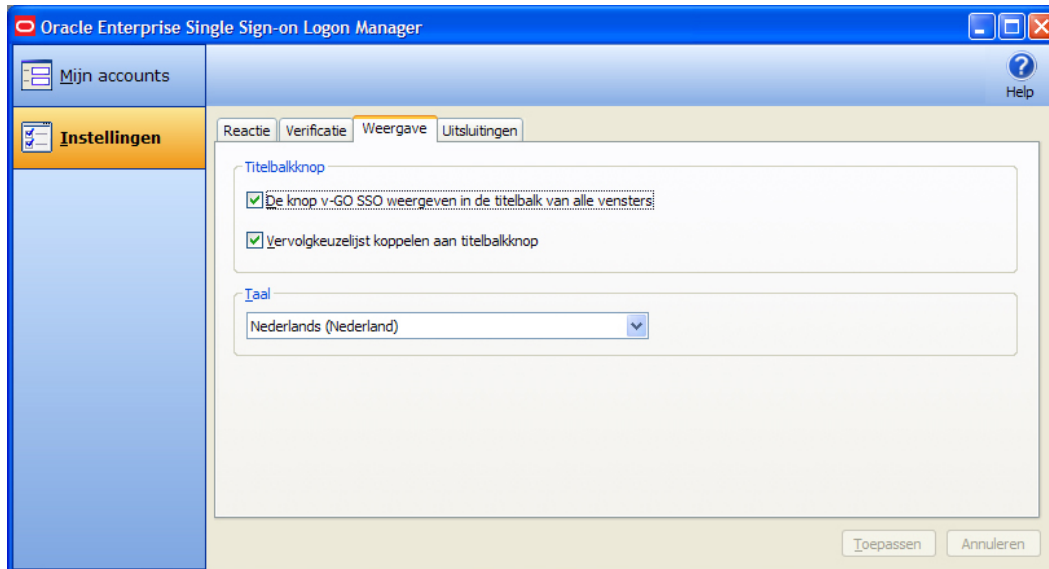 Oracle Enterprise Single Sign-on Logon Manager
Mijn accounts
Help
Instellingen
Reactie Verificatie Weergave Uitsluitingen
Titelbalkknop
De knop v-GO SSO weergeven in de titelbalk van alle vensters
Vervolgkeuzelijst koppelen aan titelbalkknop
Taal
Nederlands (Nederland)
Toepassen Annuleren